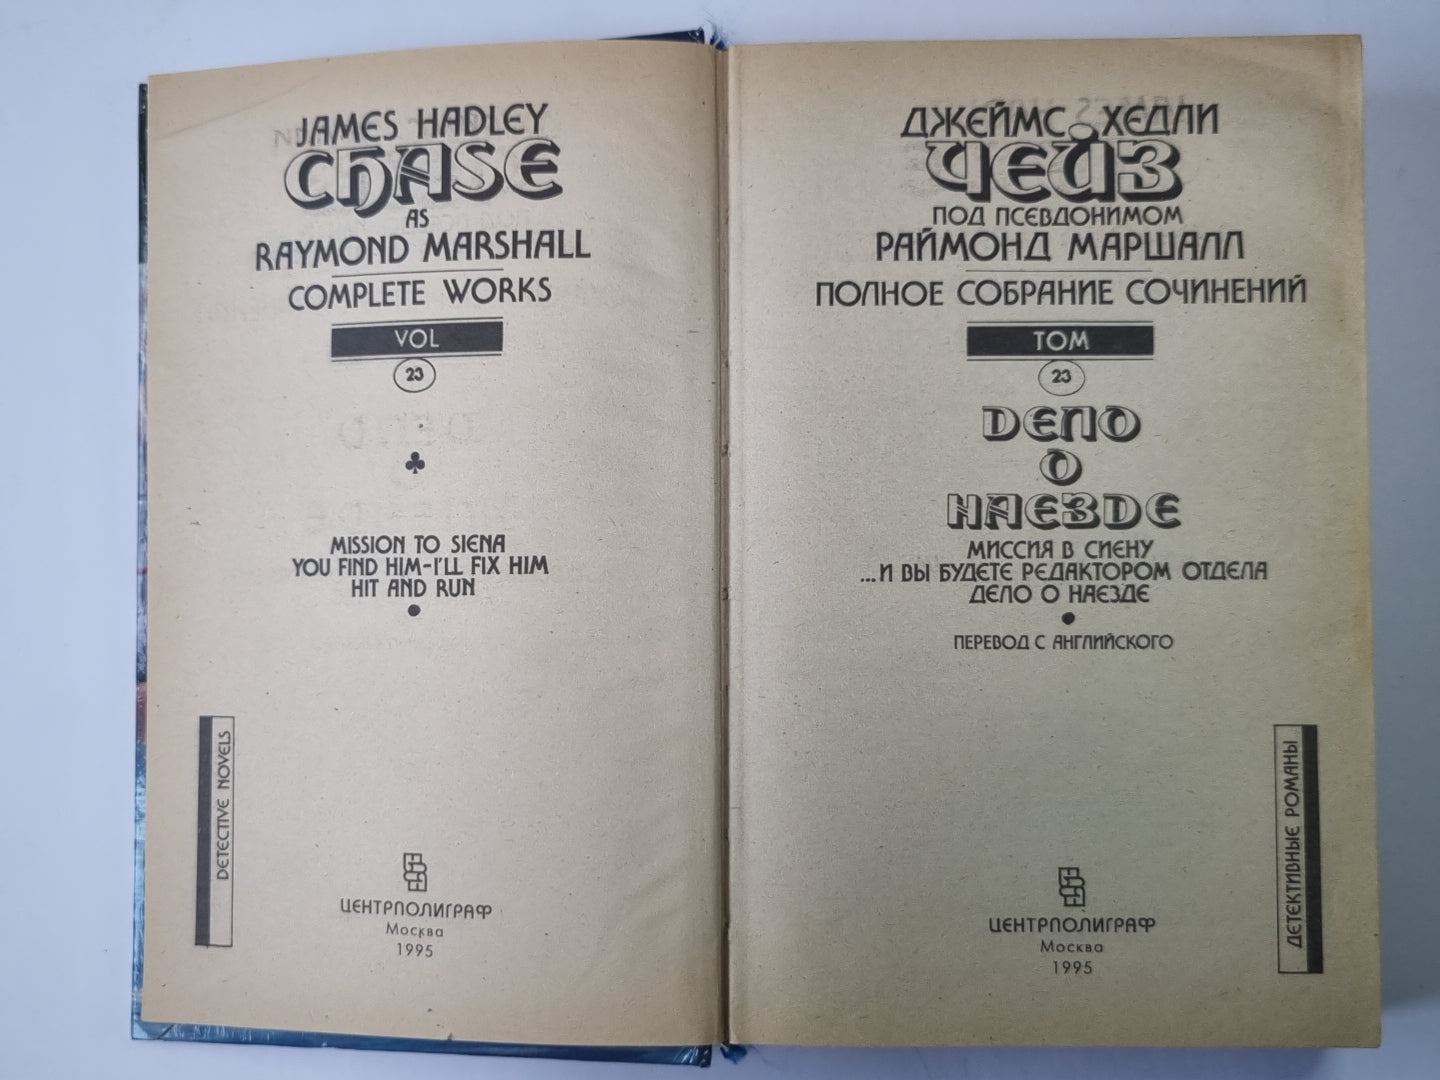 JAMES HADLEY
CHASE
AS
RAYMOND MARSHALL
COMPLETE WORKS
VOL
23
MISSION TO SIENA
YOU FIND HIM-I'LL FIX HIM
HIT AND RUN
DETECTIVE NOVELS
ЦЕНТРПОЛИГРАФ
Москва
1995
ДЖЕЙМС ХЕДЛИ
ЧЕЙЗ
ПОД ПСЕВДОНИМОМ
РАЙМОНД МАРШАЛЛ
ПОЛНОЕ СОБРАНИЕ СОЧИНЕНИЙ
ТОМ
23
ДЕЛО
О
НАЕЗДЕ
МИССИЯ В СИЕНУ
...И ВЫ БУДЕТЕ РЕДАКТОРОМ ОТДЕЛА
ДЕЛО О НАЕЗДЕ
ПЕРЕВОД С АНГЛИЙСКОГО
ДЕТЕКТИВНЫЕ РОМАНЫ
ЦЕНТРПОЛИГРАФ
Москва
1995